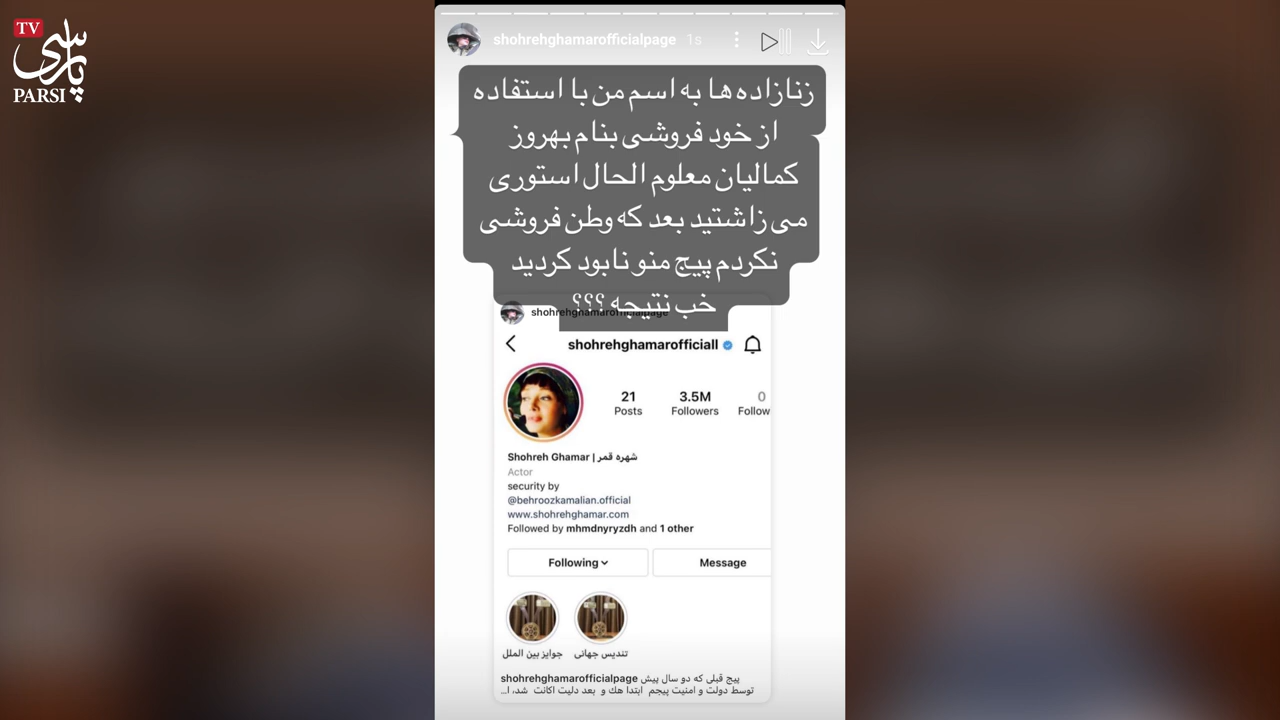 TV
پارسی
PARSI
shohrehghamarofficialpage 1s
زنازاده ها به اسم من با استفاده
از خود فروشی بنام بهروز
کمالیان معلوم الحال استوری
می زاشتید بعد که وطن فروشی
نکردم پیج منو نابود کردید
خب نتیجه ؟؟؟
shohrehghamarofficialpage
shohrehghamarofficiall
21 3.5M 0
Posts Followers Follow
Shohreh Ghamar | شهره قمر
Actor
security by
@behroozkamalian.official
www.shohrehghamar.com
Followed by mhmdnyryzdh and 1 other
Following Message
جوایز بین الملل تندیس جهانی
shohrehghamarofficialpage پیج قبلی که دو سال پیش
توسط دولت و امنیت پیجم ابتدا هك و بعد دلیت اکانت شد، ا...